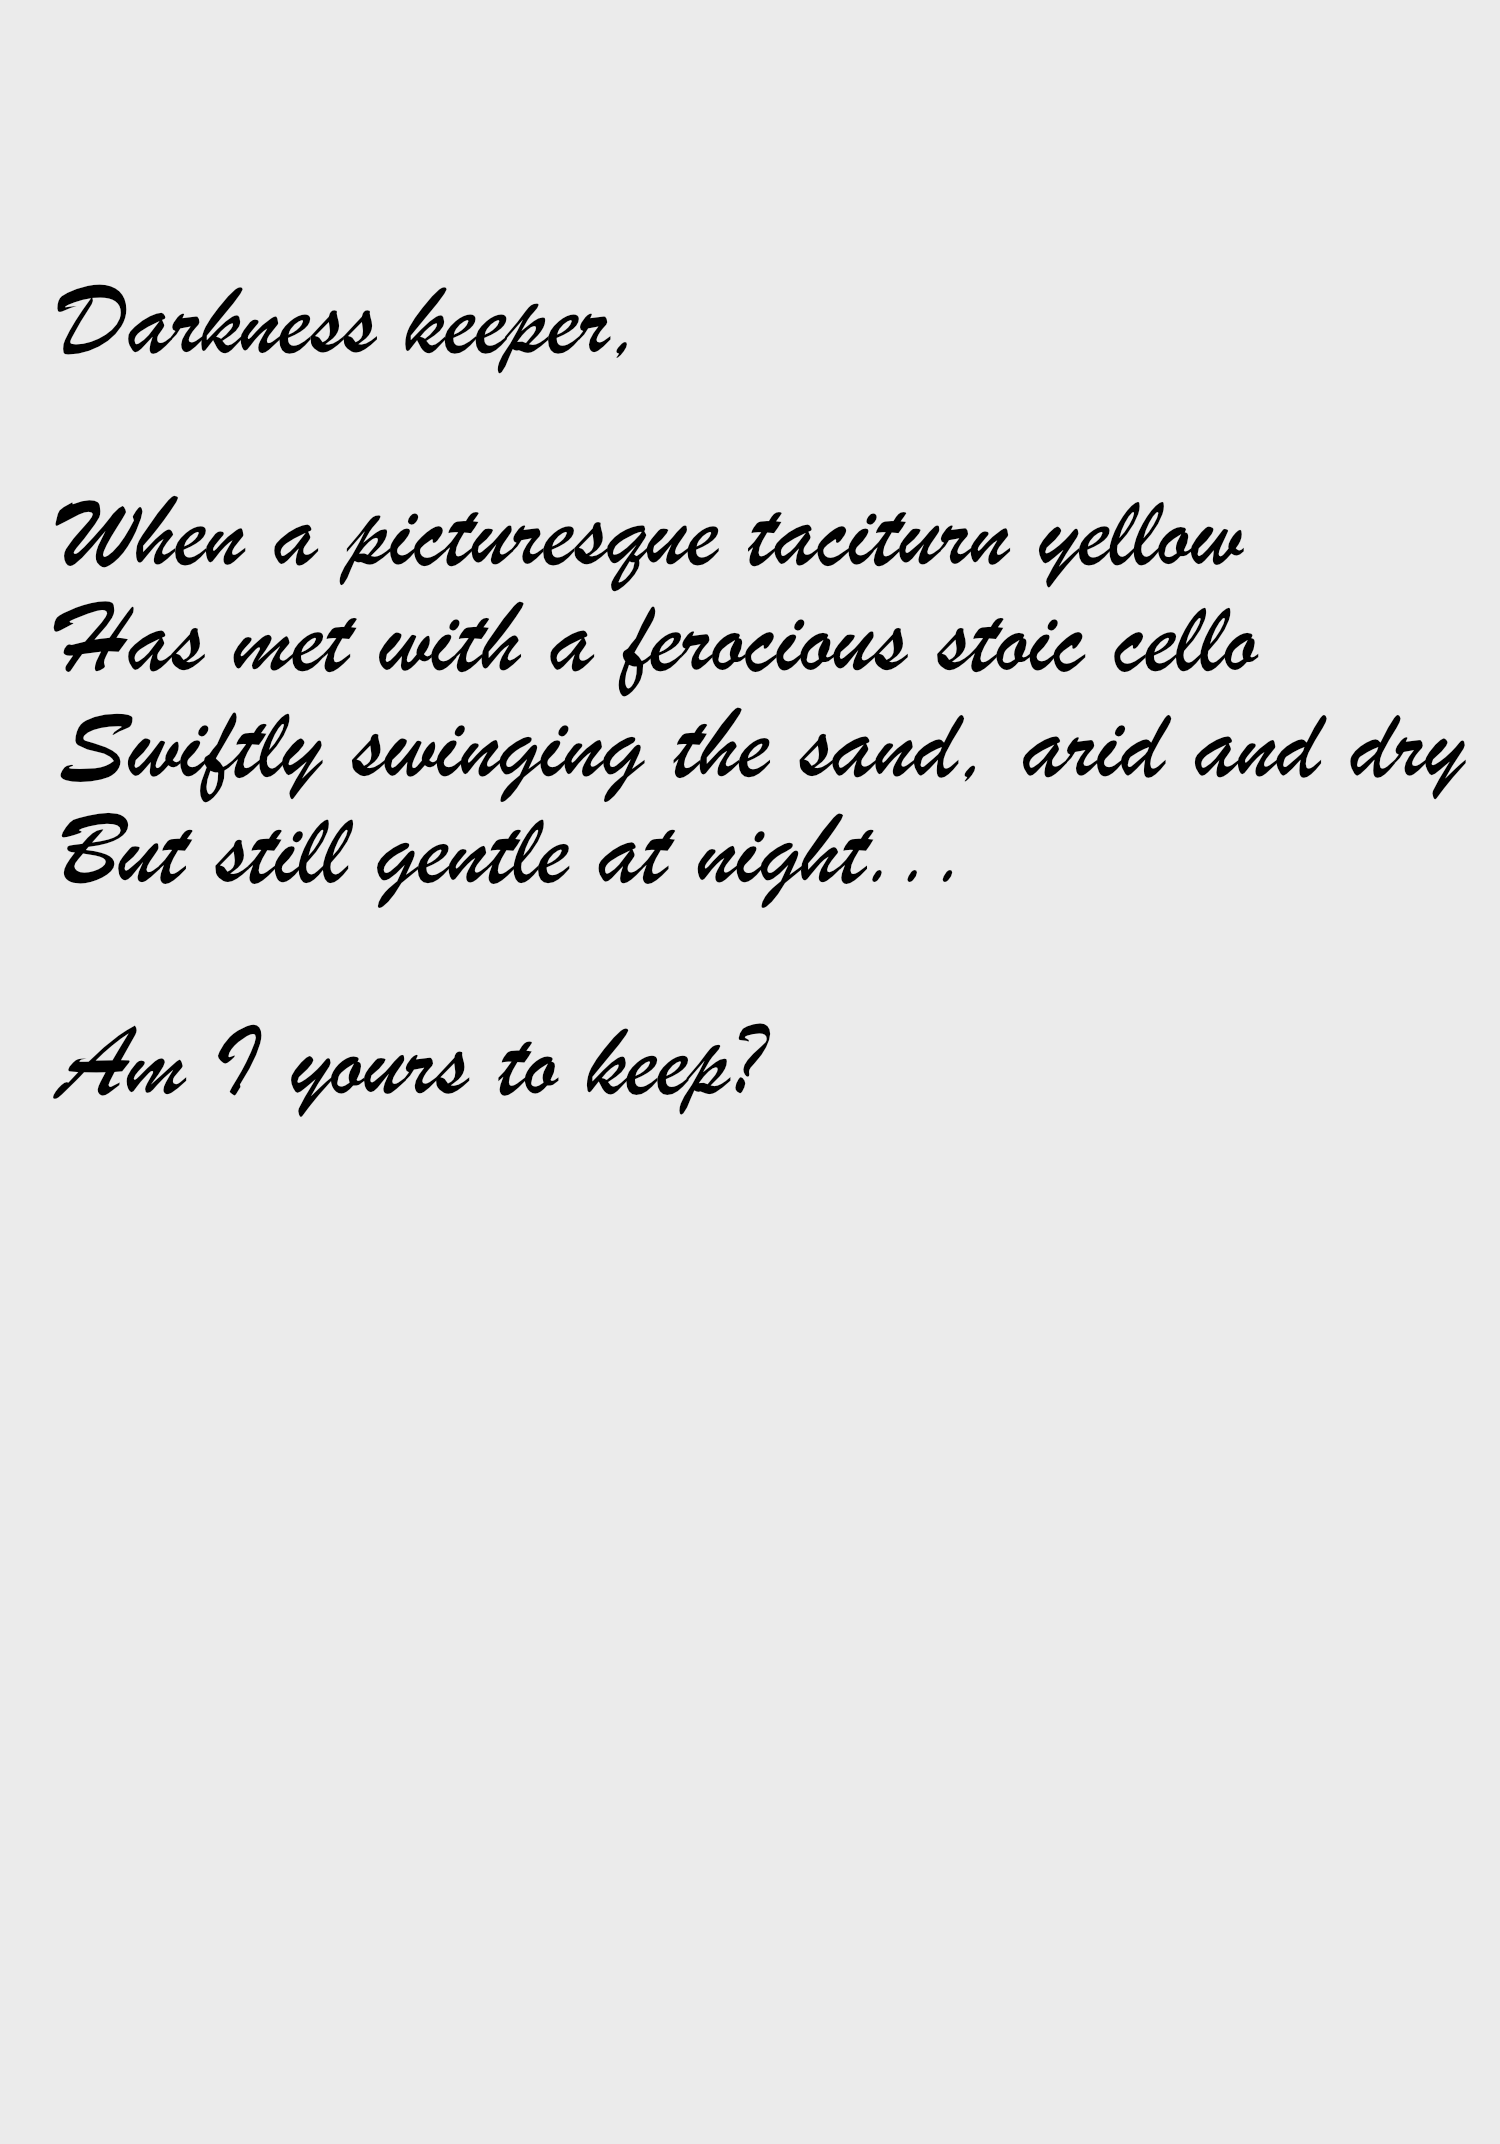 Darkness keeper,
When a picturesque taciturn yellow
Has met with a ferocious stoic cello
Swiftly swinging the sand, arid and dry
But still gentle at night...
Am I yours to keep?